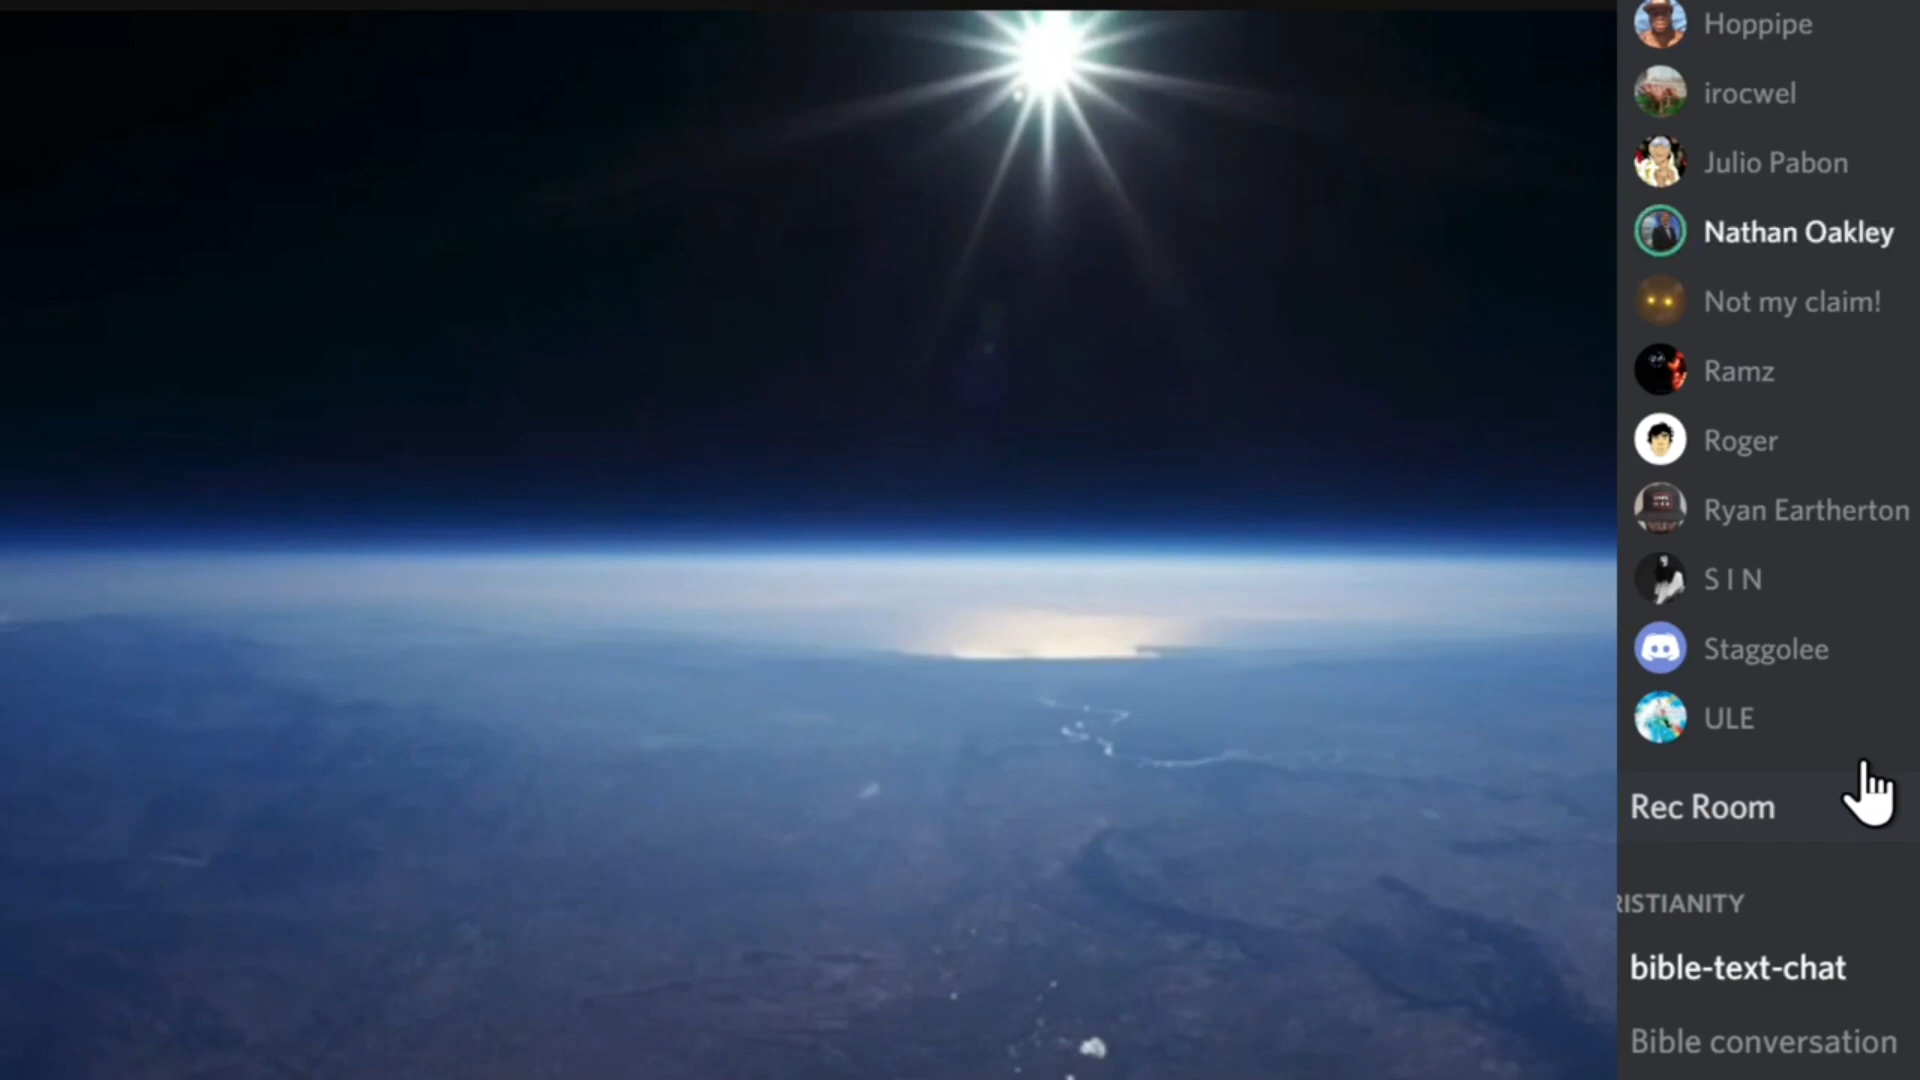 Hoppipe
irocwel
Julio Pabon
Nathan Oakley
Not my claim!
Ramz
Roger
Ryan Eartherton
S I N
Staggolee
ULE
Rec Room
RISTIANITY
bible-text-chat
Bible conversation